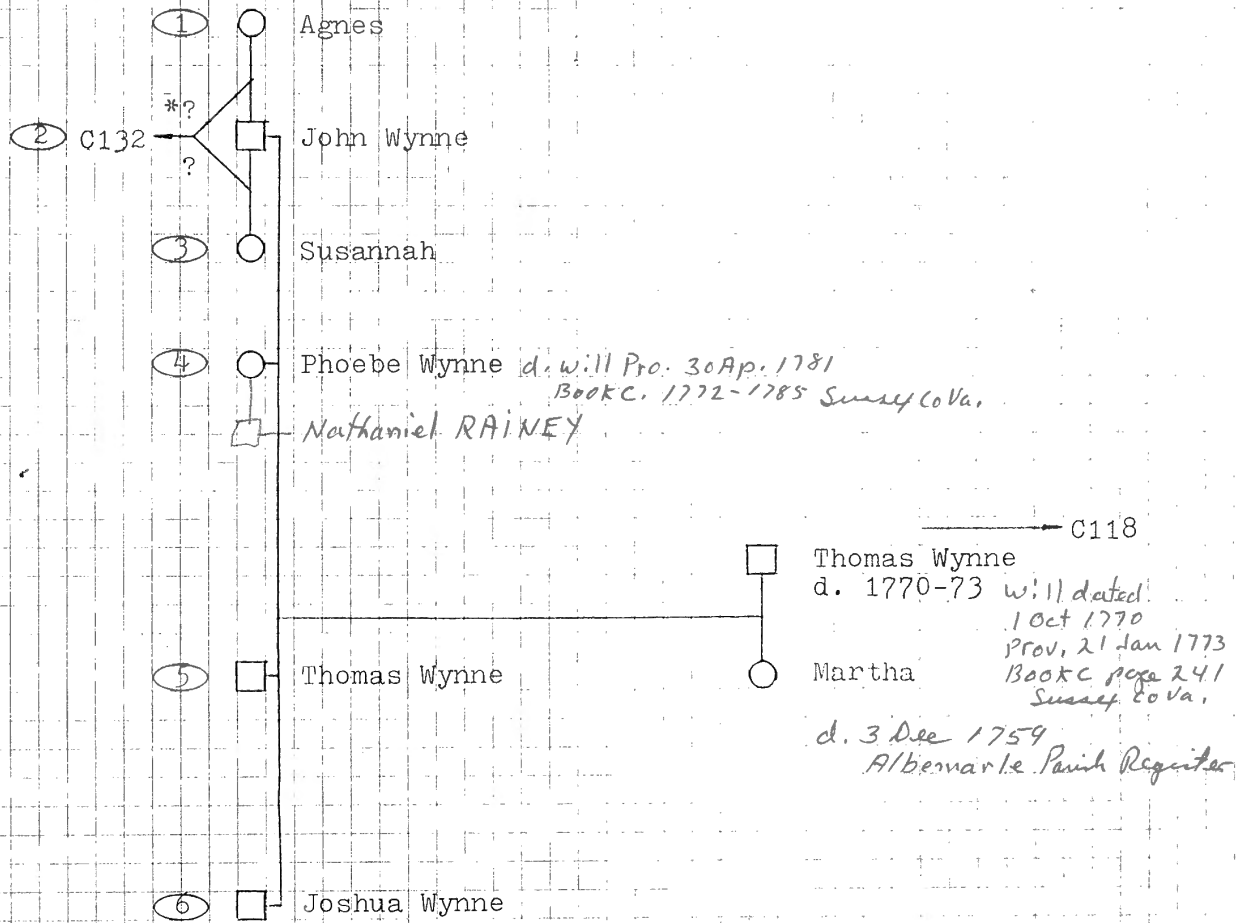 1 Agnes
*?
2 C132 John Wynne
?
3 Susannah
4 Phoebe Wynne d. will Pro. 30 Ap. 1781
Book C. 1772-1785 Sussex Co Va.
Nathaniel RAINEY
C118
Thomas Wynne
d. 1770-73 will dated
1 Oct 1770
Prov, 21 Jan 1773
5 Thomas Wynne Martha Book C page 241
Sussex Co Va.
d. 3 Dec 1759
Albemarle Parish Register
6 Joshua Wynne